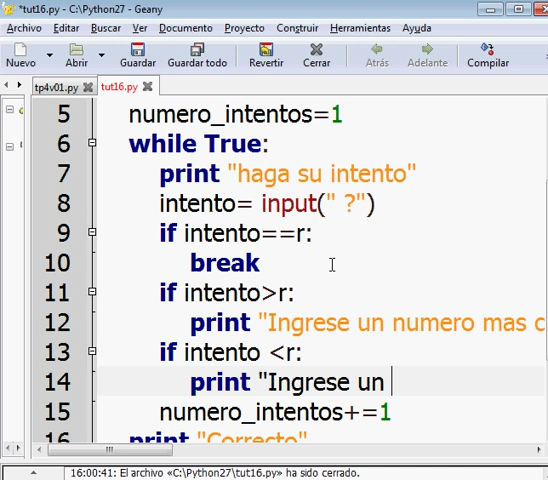 *tut16.py - C:\Python27 - Geany
Archivo Editar Buscar Ver Documento Proyecto Construir Herramientas Ayuda
Nuevo Abrir Guardar Guardar todo Revertir Cerrar Atrás Adelante Compilar
tp4v01.py tut16.py
5 numero_intentos=1
6 while True:
7 print "haga su intento"
8 intento= input(" ?")
9 if intento==r:
10 break
11 if intento>r:
12 print "Ingrese un numero mas c
13 if intento <r:
14 print "Ingrese un
15 numero_intentos+=1
16 print "Correcto"
16:00:41: El archivo «C:\Python27\tut16.py» ha sido cerrado.